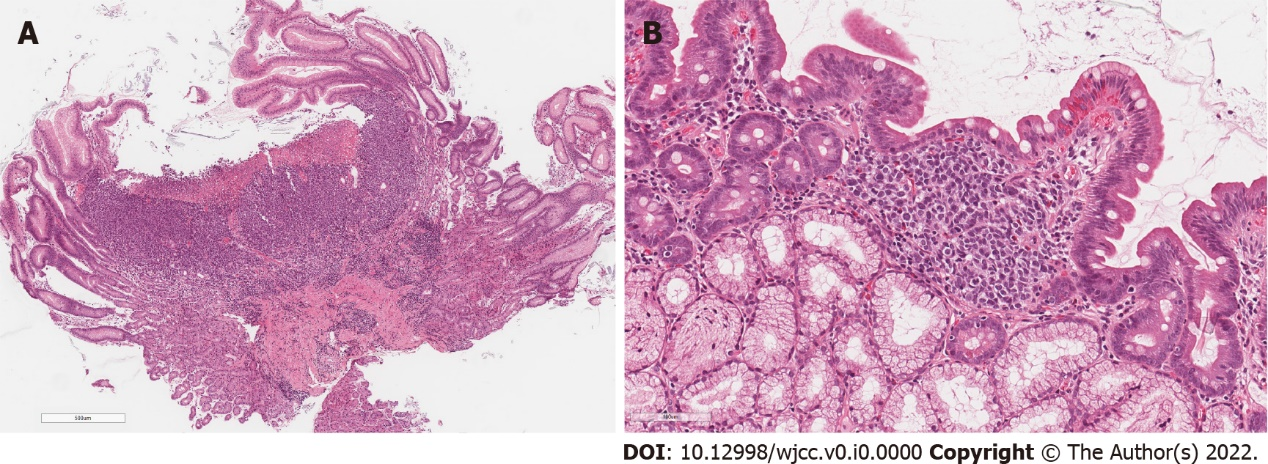 A
B
500um
DOI: 10.12998/wjcc.v0.i0.0000 Copyright © The Author(s) 2022.